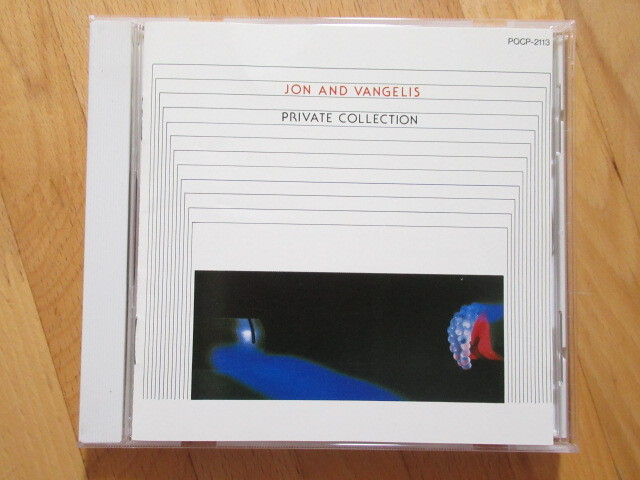 POCP-2113
JON AND VANGELIS
PRIVATE COLLECTION